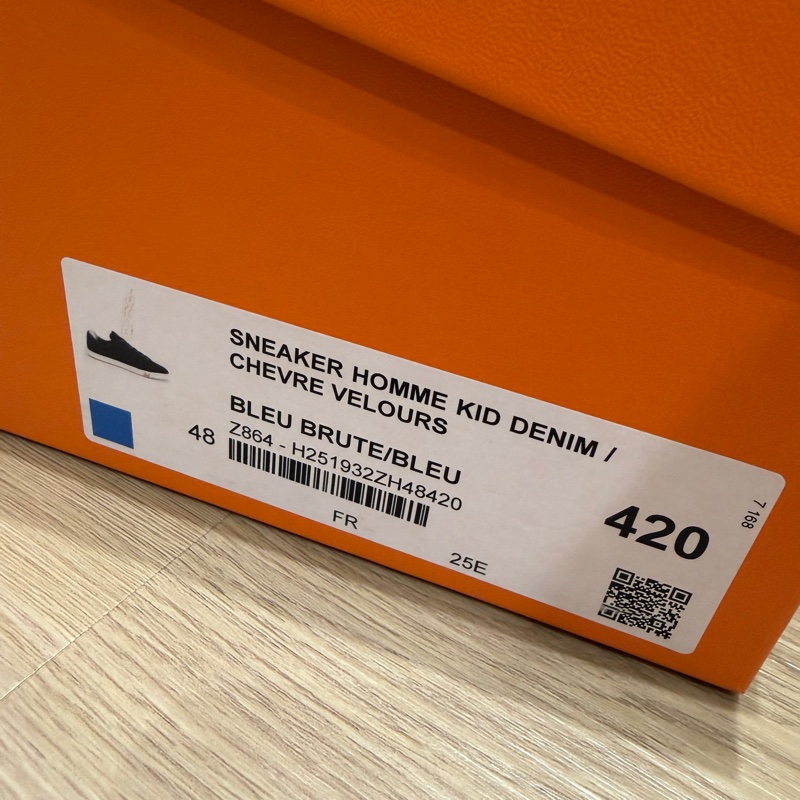 SNEAKER HOMME KID DENIM /
CHEVRE VELOURS
BLEU BRUTE/BLEU
48
Z864 - H251932ZH48420
FR
25E
420
7 168